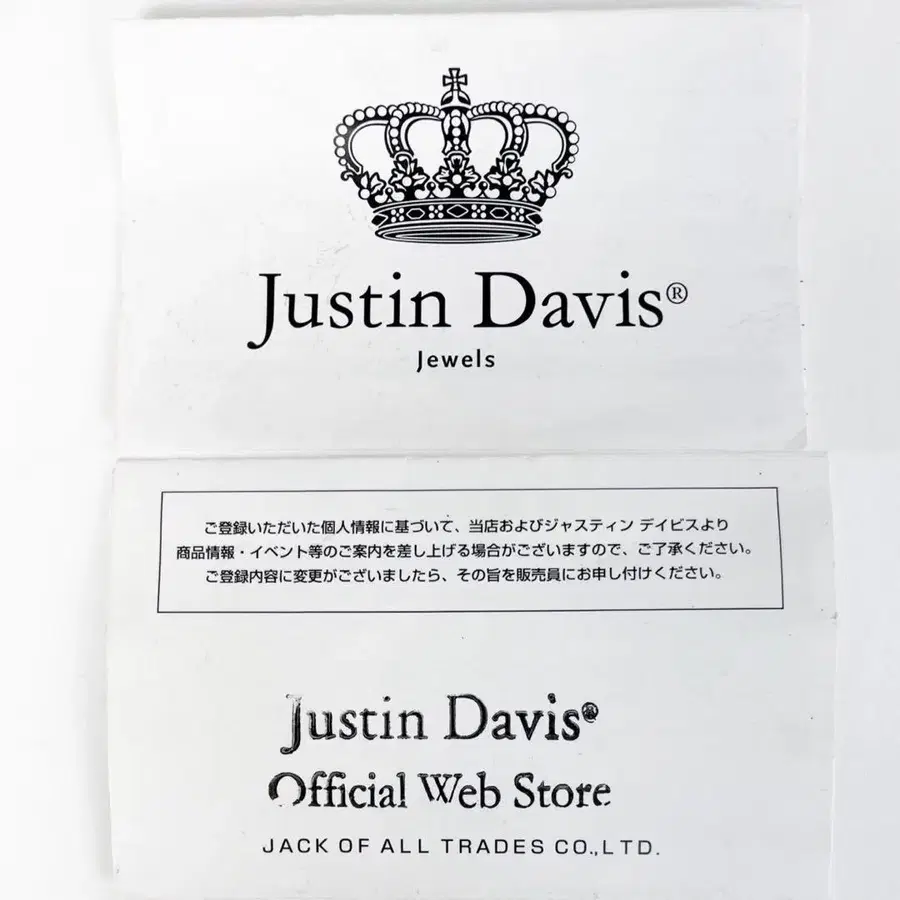 Justin Davis®
Jewels
ご登録いただいた個人情報に基づいて、当店およびジャスティン デイビスより
商品情報・イベント等のご案内を差し上げる場合がございますので、ご了承ください。
ご登録内容に変更がございましたら、その旨を販売員にお申し付けください。
Justin Davis®
Official Web Store
JACK OF ALL TRADES CO.,LTD.